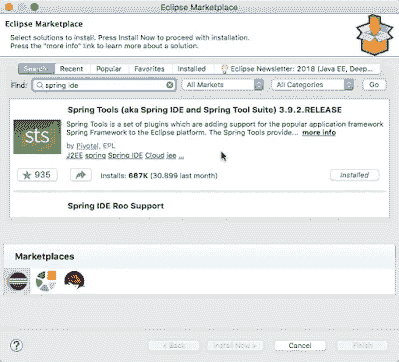 Eclipse Marketplace
Eclipse Marketplace
Select solutions to install. Press Install Now to proceed with installation.
Press the "more info" link to learn more about a solution.
Search Recent Popular Favorites Installed Eclipse Newsletter: 2018 (Java EE, Deep...
Find: spring ide All Markets All Categories Go
Spring Tools (aka Spring IDE and Spring Tool Suite) 3.9.2.RELEASE
Spring Tools is a set of plugins which are adding support for the popular application framework
Spring Framework to the Eclipse platform. The Spring Tools provide... more info
sts
by Pivotal, EPL
J2EE spring Spring IDE Cloud jee ...
935 Installs: 687K (30.899 last month) Installed
Spring IDE Roo Support
Marketplaces
? < Back Install Now > Cancel Finish